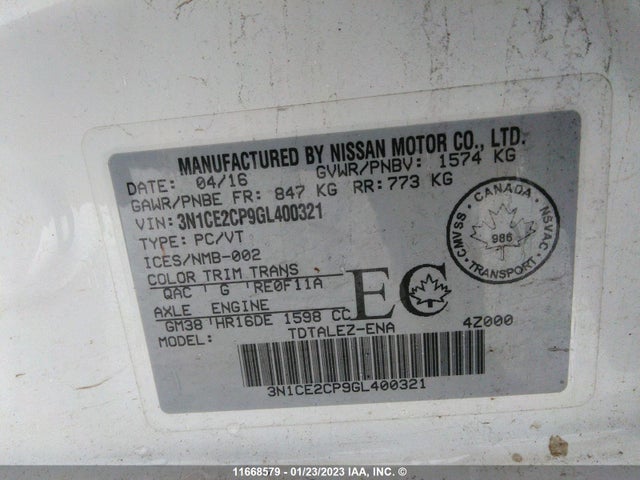 MANUFACTURED BY NISSAN MOTOR CO., LTD.
DATE: 04/16 GVWR/PNBV: 1574 KG
GAWR/PNBE FR: 847 KG RR: 773 KG
VIN: 3N1CE2CP9GL400321
TYPE: PC/VT
ICES/NMB-002
COLOR TRIM TRANS
QAC G RE0F11A
AXLE ENGINE
GM38 HR16DE 1598 CC
MODEL: TDTALEZ-ENA 4Z000
EC
CANADA
CMVSS NSVAC
986
TRANSPORT
3N1CE2CP9GL400321
11668579 - 01/23/2023 IAA, INC. ©